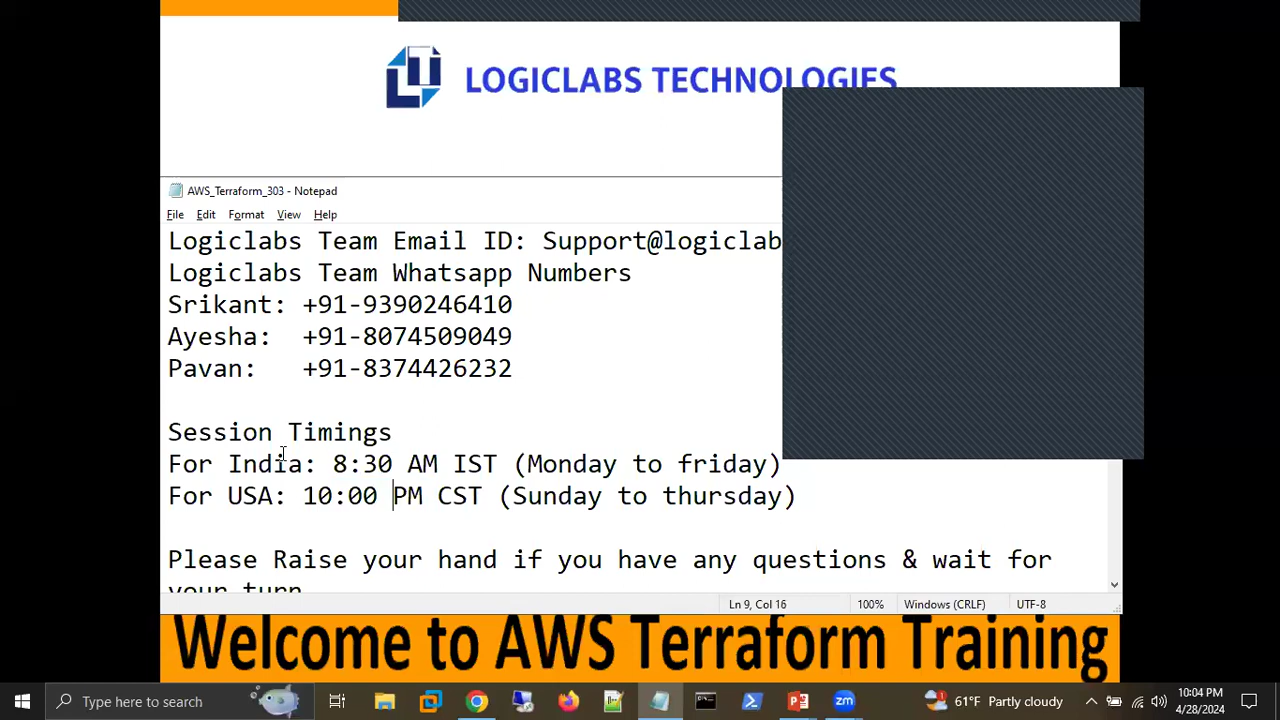 LOGICLABS TECHNOLOGIES
AWS_Terraform_303 - Notepad
File Edit Format View Help
Logiclabs Team Email ID: Support@logiclab
Logiclabs Team Whatsapp Numbers
Srikant: +91-9390246410
Ayesha: +91-8074509049
Pavan: +91-8374426232
Session Timings
For India: 8:30 AM IST (Monday to friday)
For USA: 10:00 PM CST (Sunday to thursday)
Please Raise your hand if you have any questions & wait for
your turn
Ln 9, Col 16 100% Windows (CRLF) UTF-8
Welcome to AWS Terraform Training
Type here to search
61°F Partly cloudy
10:04 PM
4/28/2024